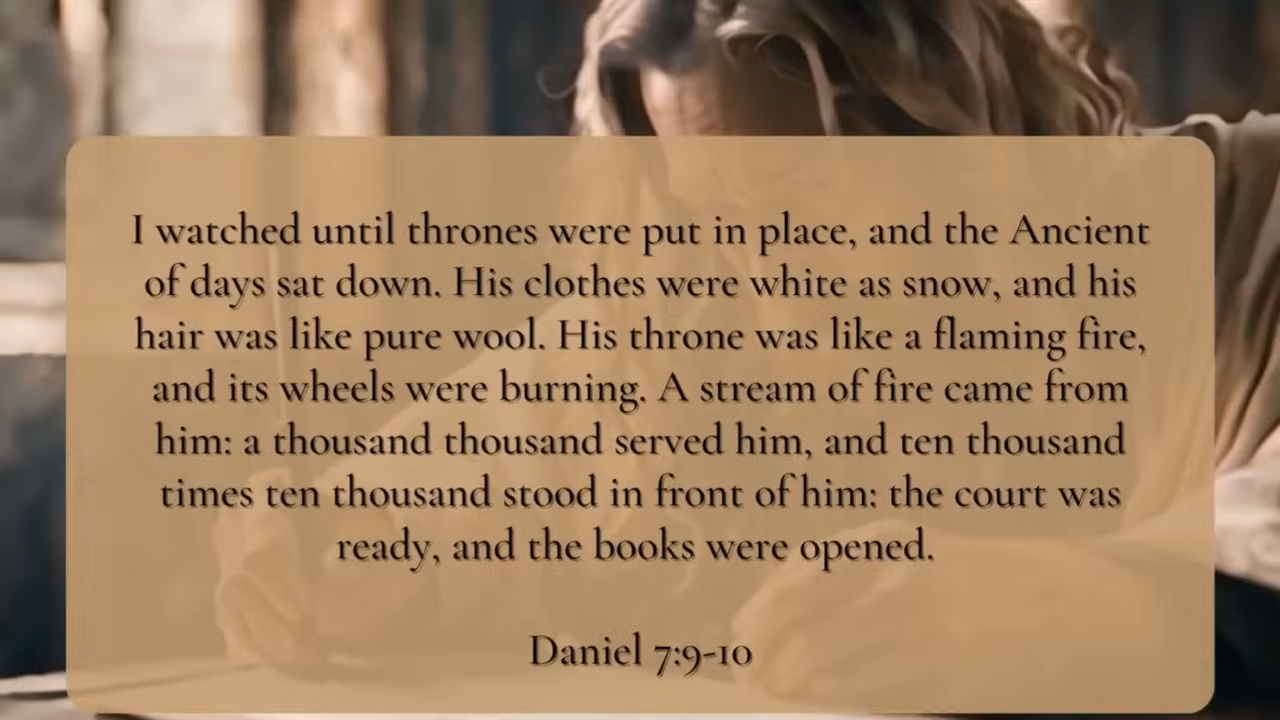 I watched until thrones were put in place, and the Ancient
of days sat down. His clothes were white as snow, and his
hair was like pure wool. His throne was like a flaming fire,
and its wheels were burning. A stream of fire came from
him: a thousand thousand served him, and ten thousand
times ten thousand stood in front of him: the court was
ready, and the books were opened.
Daniel 7:9-10